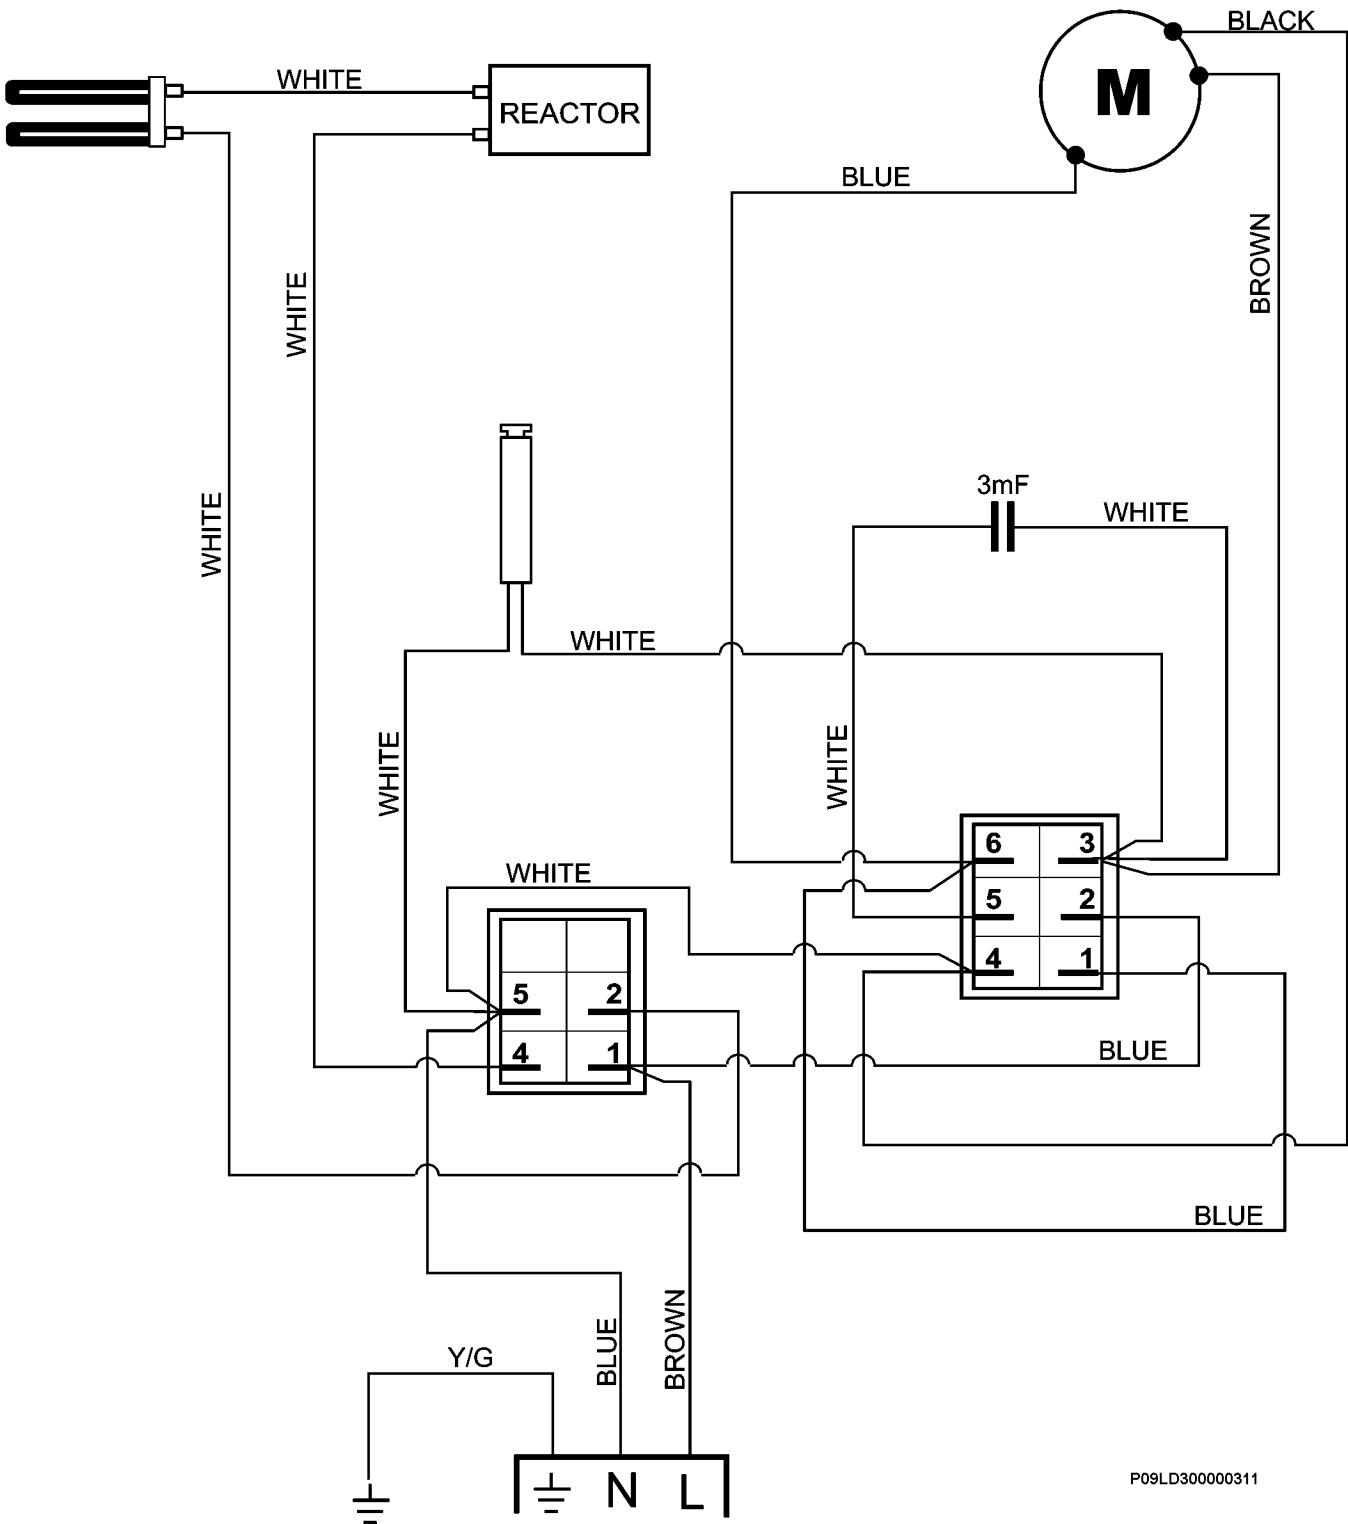 BLACK
WHITE
REACTOR
M
BLUE
BROWN
WHITE
3mF
WHITE
WHITE
WHITE
WHITE
WHITE
6 3
WHITE
5 2
4 1
5 2
4 1
BLUE
BLUE
BROWN
BLUE
Y/G
N L
P09LD300000311